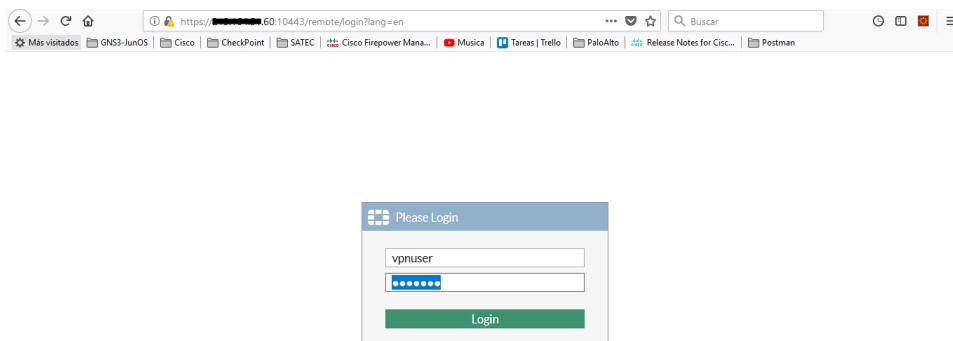 https://.60:10443/remote/login?lang=en
Buscar
Más visitados GNS3-JunOS Cisco CheckPoint SATEC Cisco Firepower Mana... Musica Tareas | Trello PaloAlto Release Notes for Cisc... Postman
Please Login
vpnuser
•••••••
Login